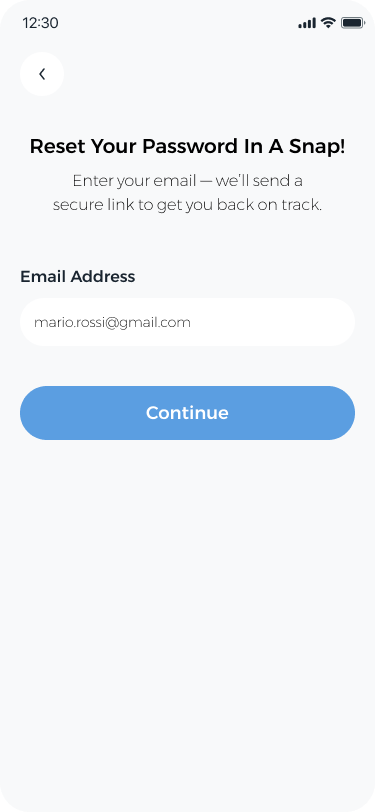 12:30
Reset Your Password In A Snap!
Enter your email — we'll send a
secure link to get you back on track.
Email Address
mario.rossi@gmail.com
Continue